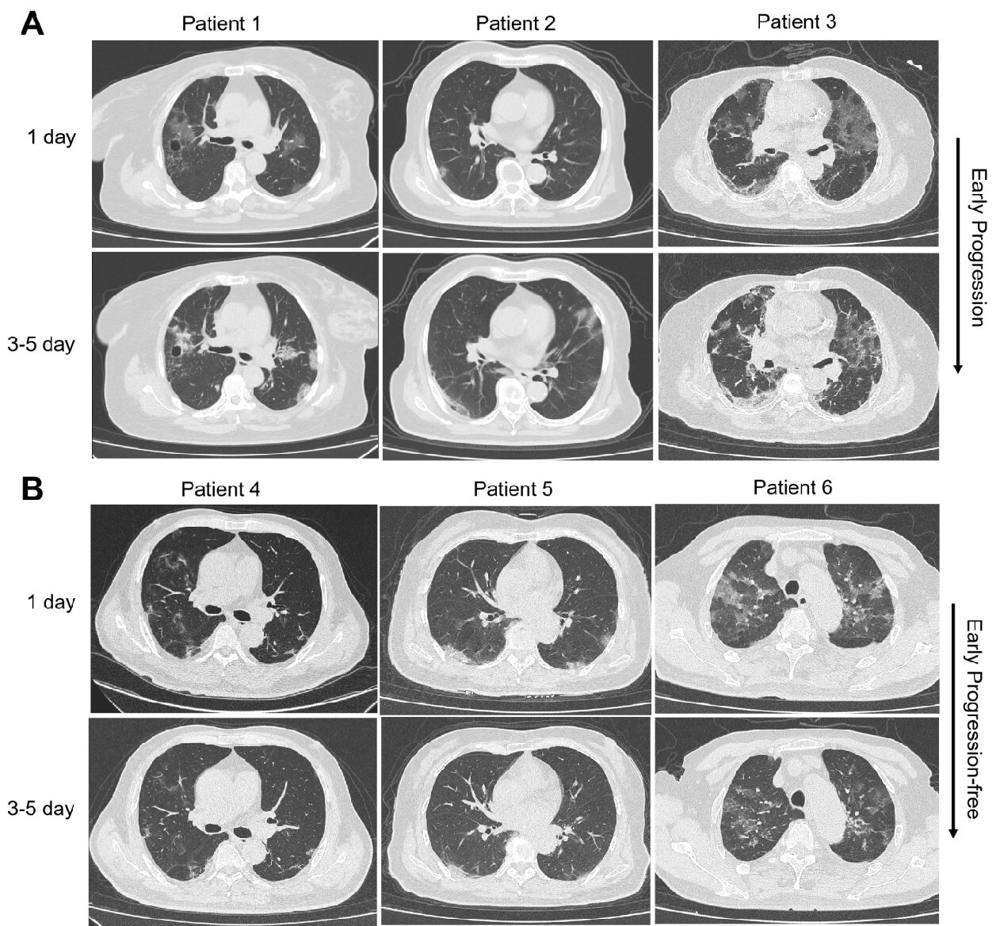 A
Patient 1
Patient 2
Patient 3
1 day
3-5 day
Early Progression
B
Patient 4
Patient 5
Patient 6
1 day
3-5 day
Early Progression-free